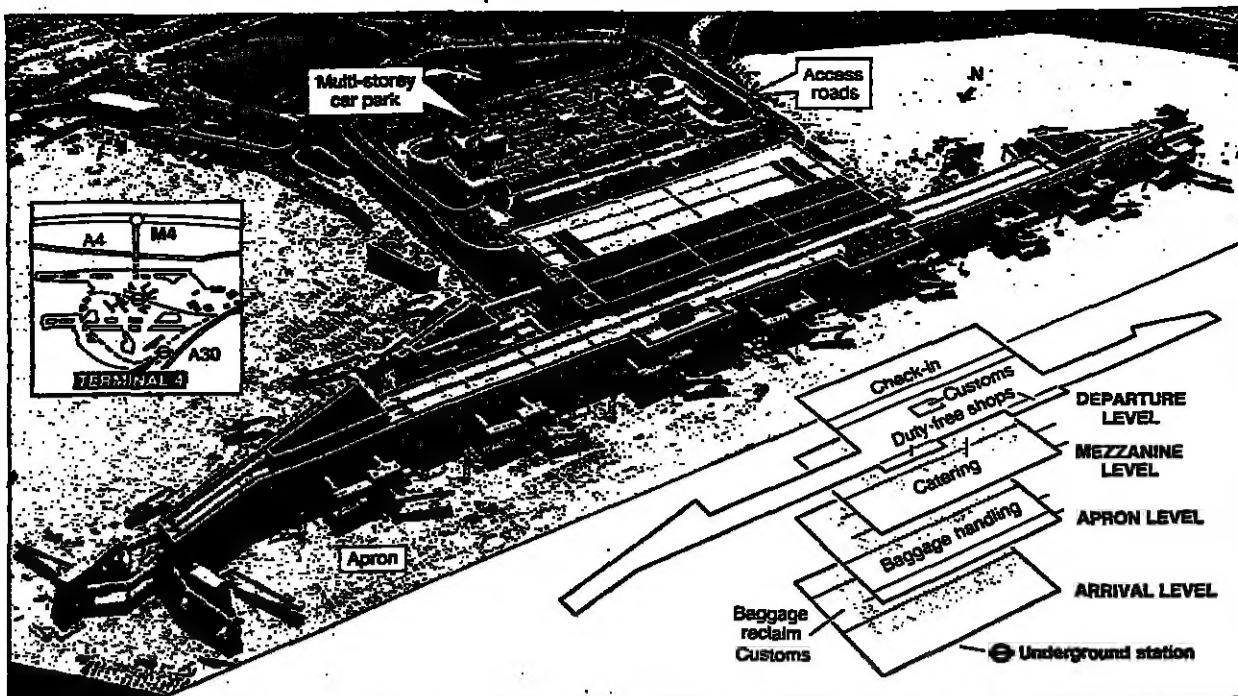 Multi-storey
car park
Access
roads
N
A4
M4
A30
TERMINAL 4
Apron
Check-in
Customs
Duty-free shops
DEPARTURE
LEVEL
MEZZANINE
LEVEL
Catering
APRON LEVEL
Baggage handling
ARRIVAL LEVEL
Baggage
reclaim
Customs
Underground station